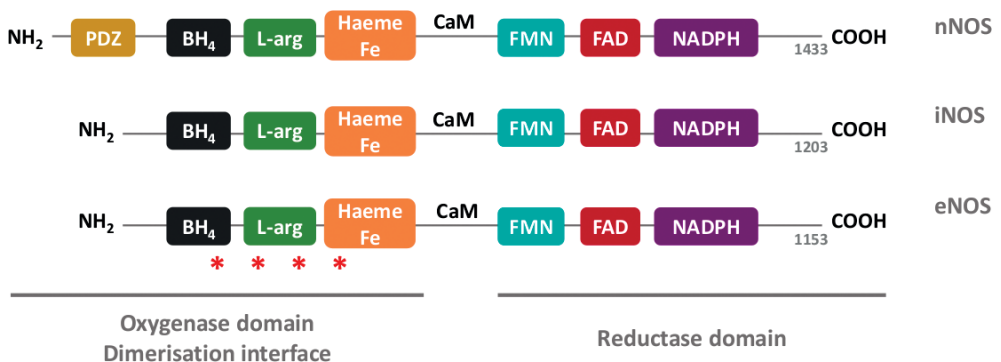 NH₂ PDZ BH₄ L-arg Haeme Fe CaM FMN FAD NADPH 1433 COOH nNOS
NH₂ BH₄ L-arg Haeme Fe CaM FMN FAD NADPH 1203 COOH iNOS
NH₂ BH₄ L-arg Haeme Fe CaM FMN FAD NADPH 1153 COOH eNOS
* * * *
Oxygenase domain
Dimerisation interface
Reductase domain